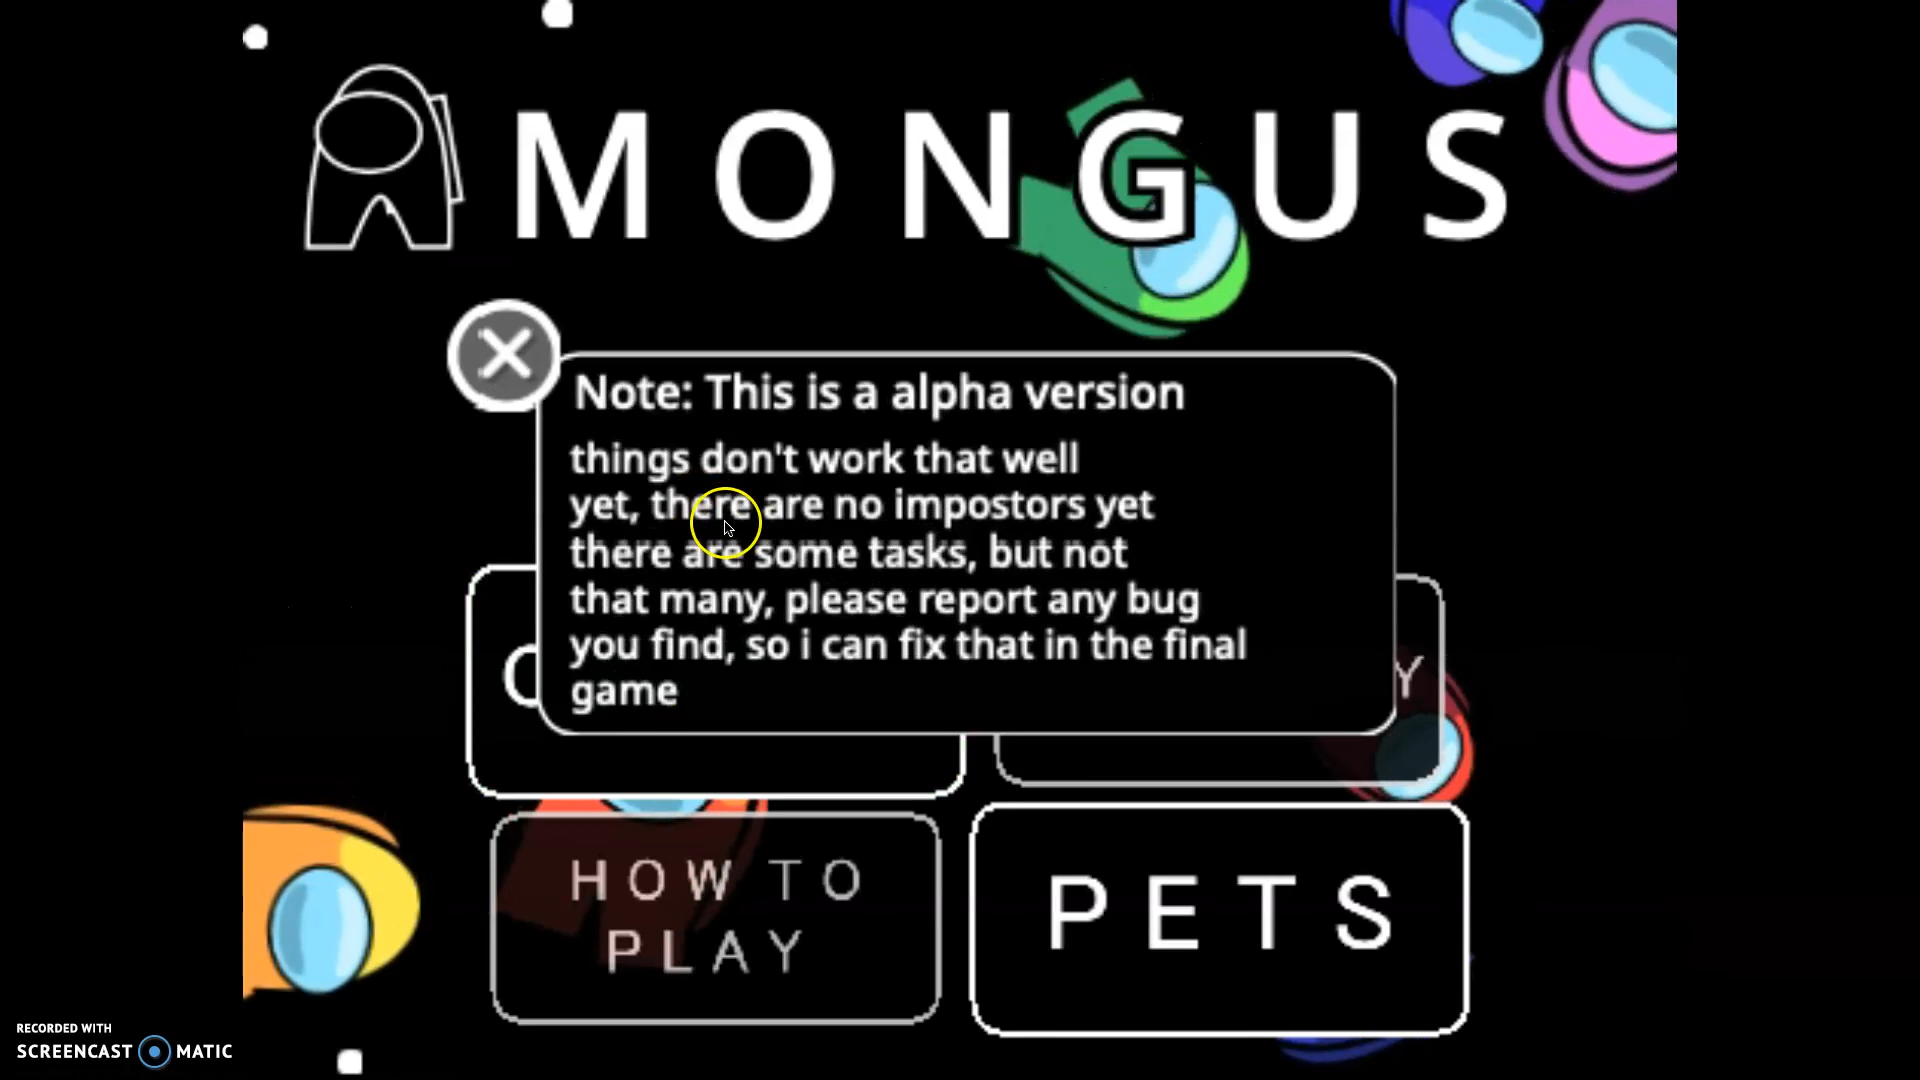 M O N G U S
Note: This is a alpha version
things don't work that well
yet, there are no impostors yet
there are some tasks, but not
that many, please report any bug
you find, so i can fix that in the final
game
HOW TO
PLAY
PETS
RECORDED WITH
SCREENCAST MATIC